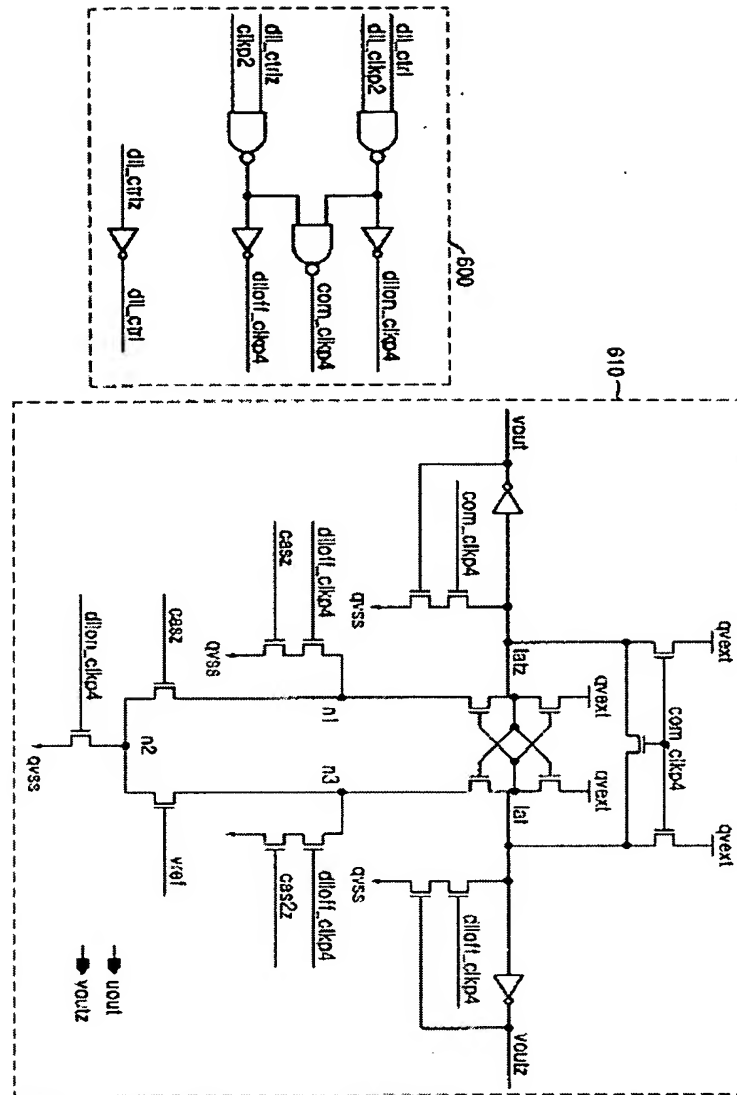 600
dll_ctrl
dll_clkp2
dll_ctrlz
clkp2
dllon_clkp4
com_clkp4
dlloff_clkp4
dll_ctrlz
dll_ctrl
610
qvext
com_clkp4
qvext
vout
com_clkp4
qvss
latz
qvext
qvext
lat
qvss
dlloff_clkp4
voutz
dlloff_clkp4
casz
qvss
n1
n3
dlloff_clkp4
cas2z
casz
dllon_clkp4
n2
qvss
vref
uout
voutz